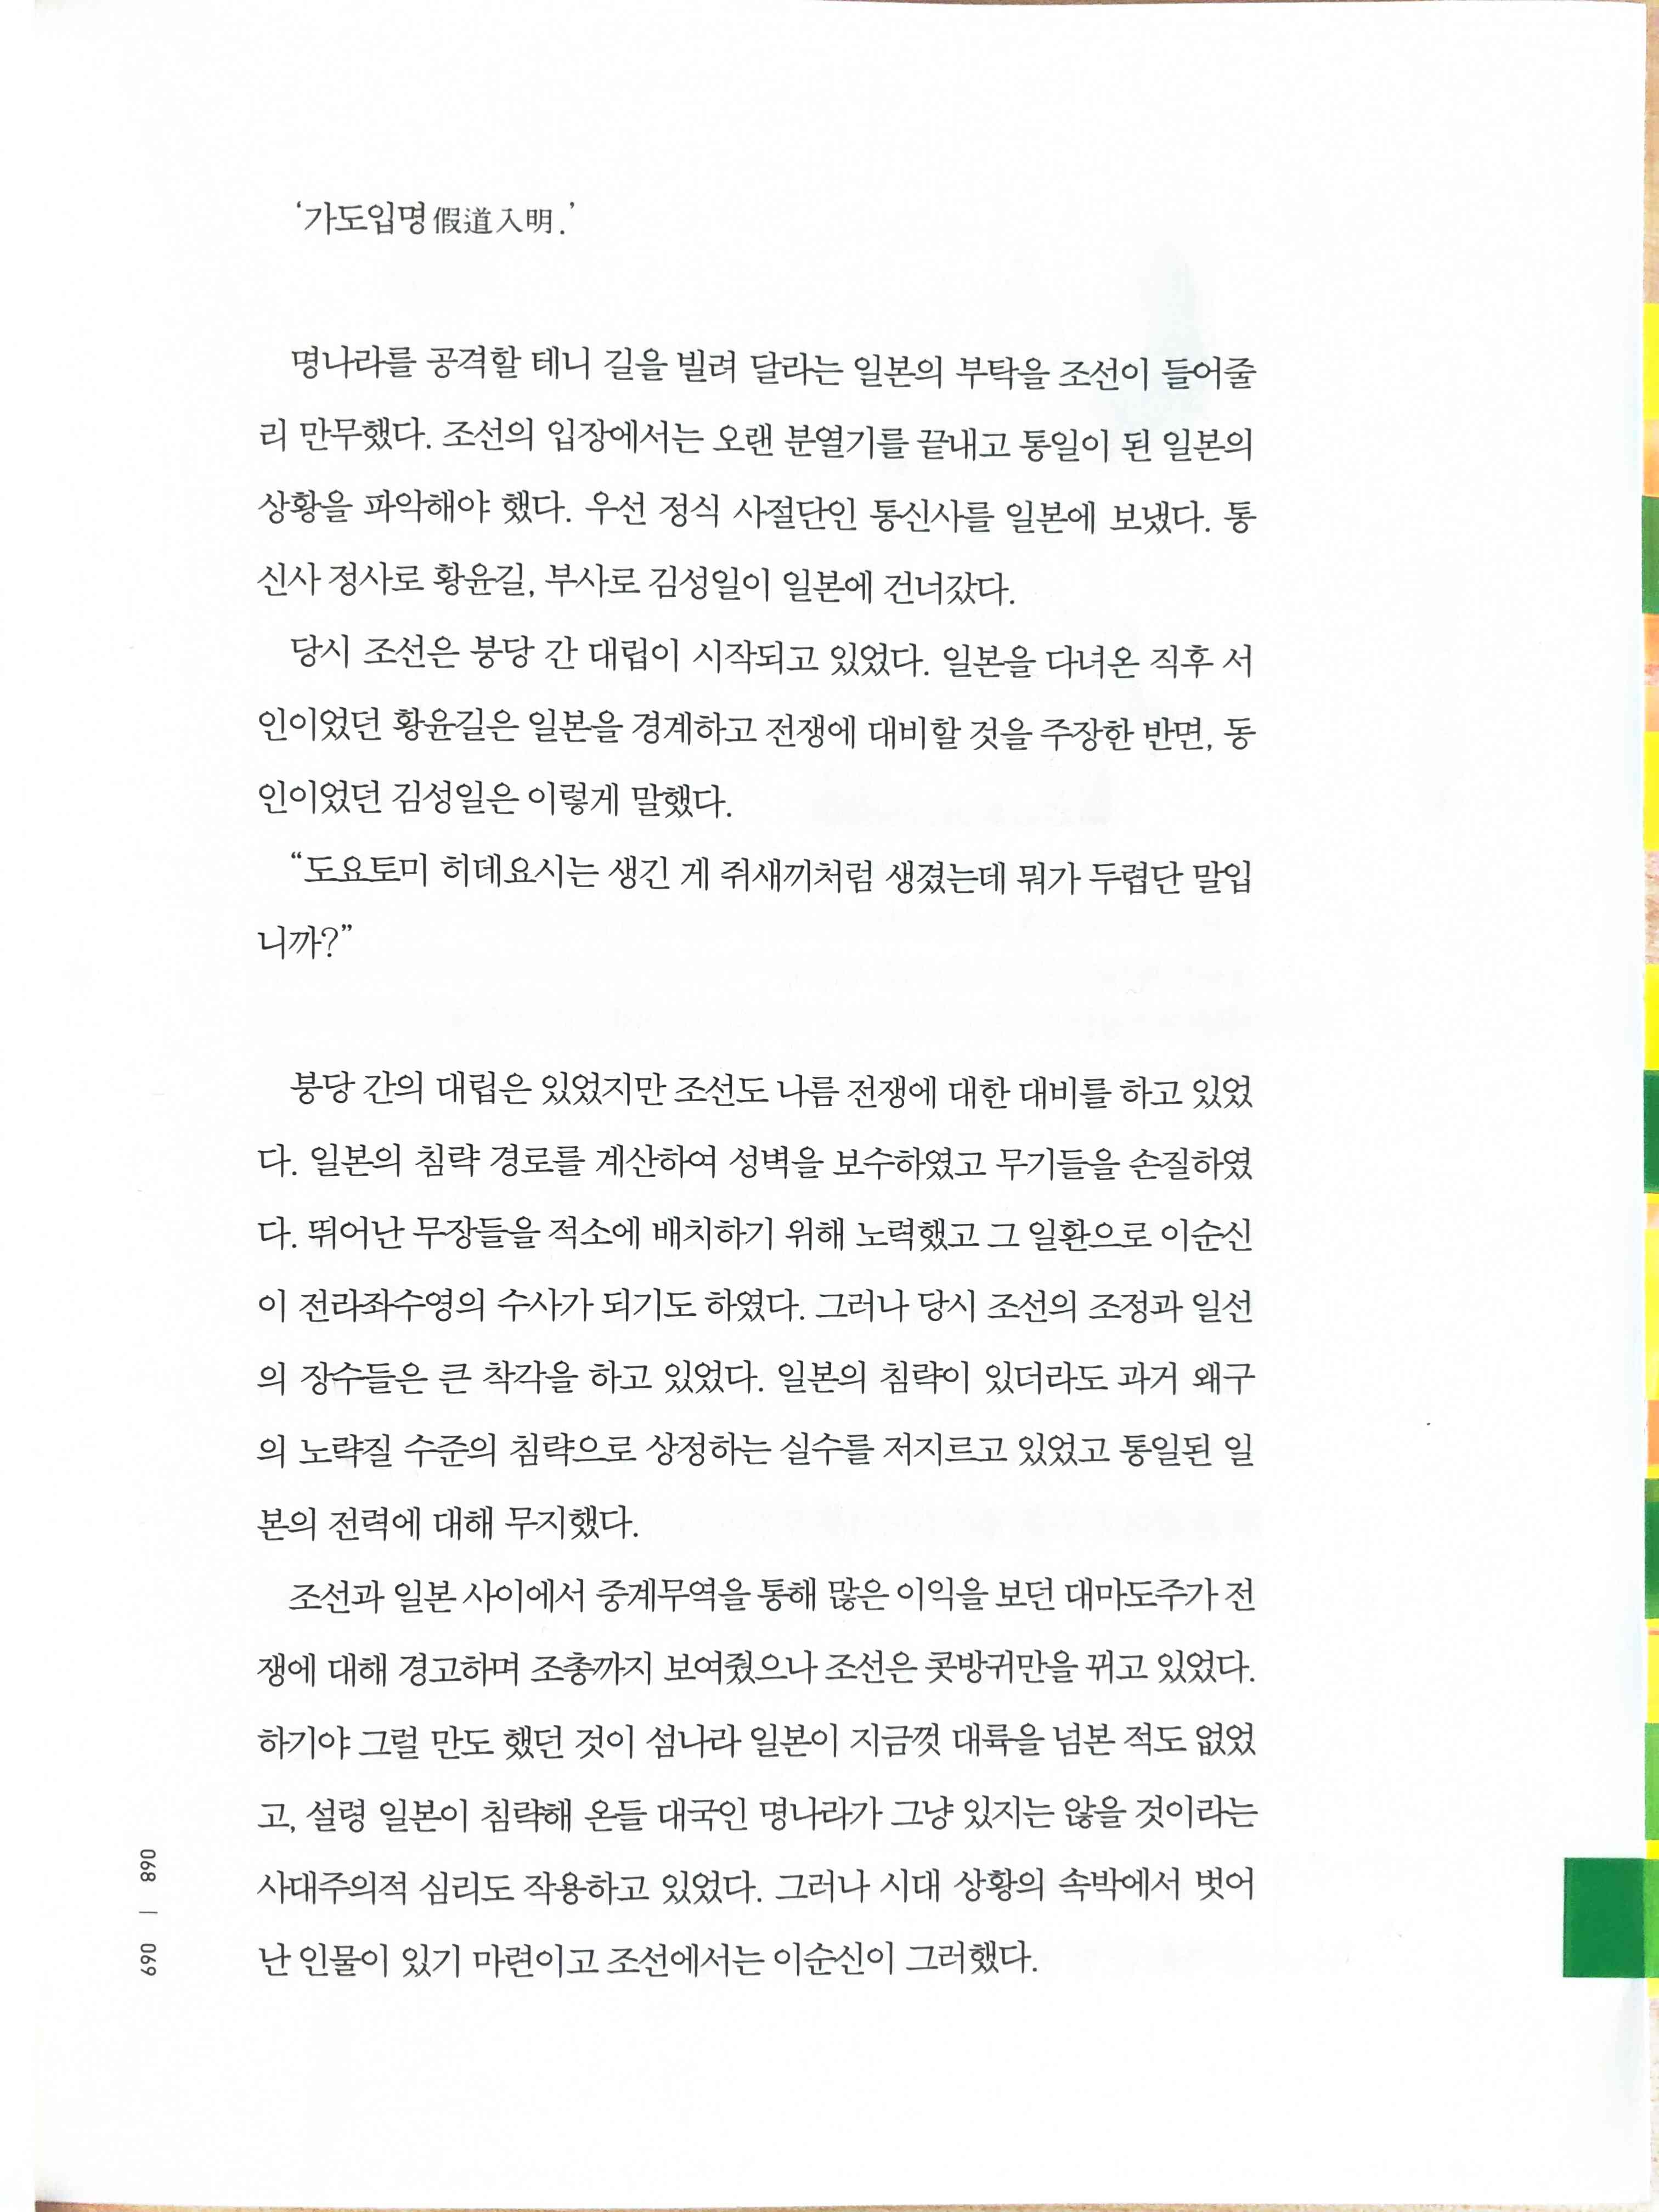 ‘가도입명假道入明.’
명나라를 공격할 테니 길을 빌려 달라는 일본의 부탁을 조선이 들어줄
리 만무했다. 조선의 입장에서는 오랜 분열기를 끝내고 통일이 된 일본의
상황을 파악해야 했다. 우선 정식 사절단인 통신사를 일본에 보냈다. 통
신사 정사로 황윤길, 부사로 김성일이 일본에 건너갔다.
당시 조선은 붕당 간 대립이 시작되고 있었다. 일본을 다녀온 직후 서
인이었던 황윤길은 일본을 경계하고 전쟁에 대비할 것을 주장한 반면, 동
인이었던 김성일은 이렇게 말했다.
“도요토미 히데요시는 생긴 게 쥐새끼처럼 생겼는데 뭐가 두렵단 말입
니까?”
붕당 간의 대립은 있었지만 조선도 나름 전쟁에 대한 대비를 하고 있었
다. 일본의 침략 경로를 계산하여 성벽을 보수하였고 무기들을 손질하였
다. 뛰어난 무장들을 적소에 배치하기 위해 노력했고 그 일환으로 이순신
이 전라좌수영의 수사가 되기도 하였다. 그러나 당시 조선의 조정과 일선
의 장수들은 큰 착각을 하고 있었다. 일본의 침략이 있더라도 과거 왜구
의 노략질 수준의 침략으로 상정하는 실수를 저지르고 있었고 통일된 일
본의 전력에 대해 무지했다.
조선과 일본 사이에서 중계무역을 통해 많은 이익을 보던 대마도주가 전
쟁에 대해 경고하며 조총까지 보여줬으나 조선은 콧방귀만을 뀌고 있었다.
하기야 그럴 만도 했던 것이 섬나라 일본이 지금껏 대륙을 넘본 적도 없었
고, 설령 일본이 침략해 온들 대국인 명나라가 그냥 있지는 않을 것이라는
사대주의적 심리도 작용하고 있었다. 그러나 시대 상황의 속박에서 벗어
난 인물이 있기 마련이고 조선에서는 이순신이 그러했다.
068 | 069